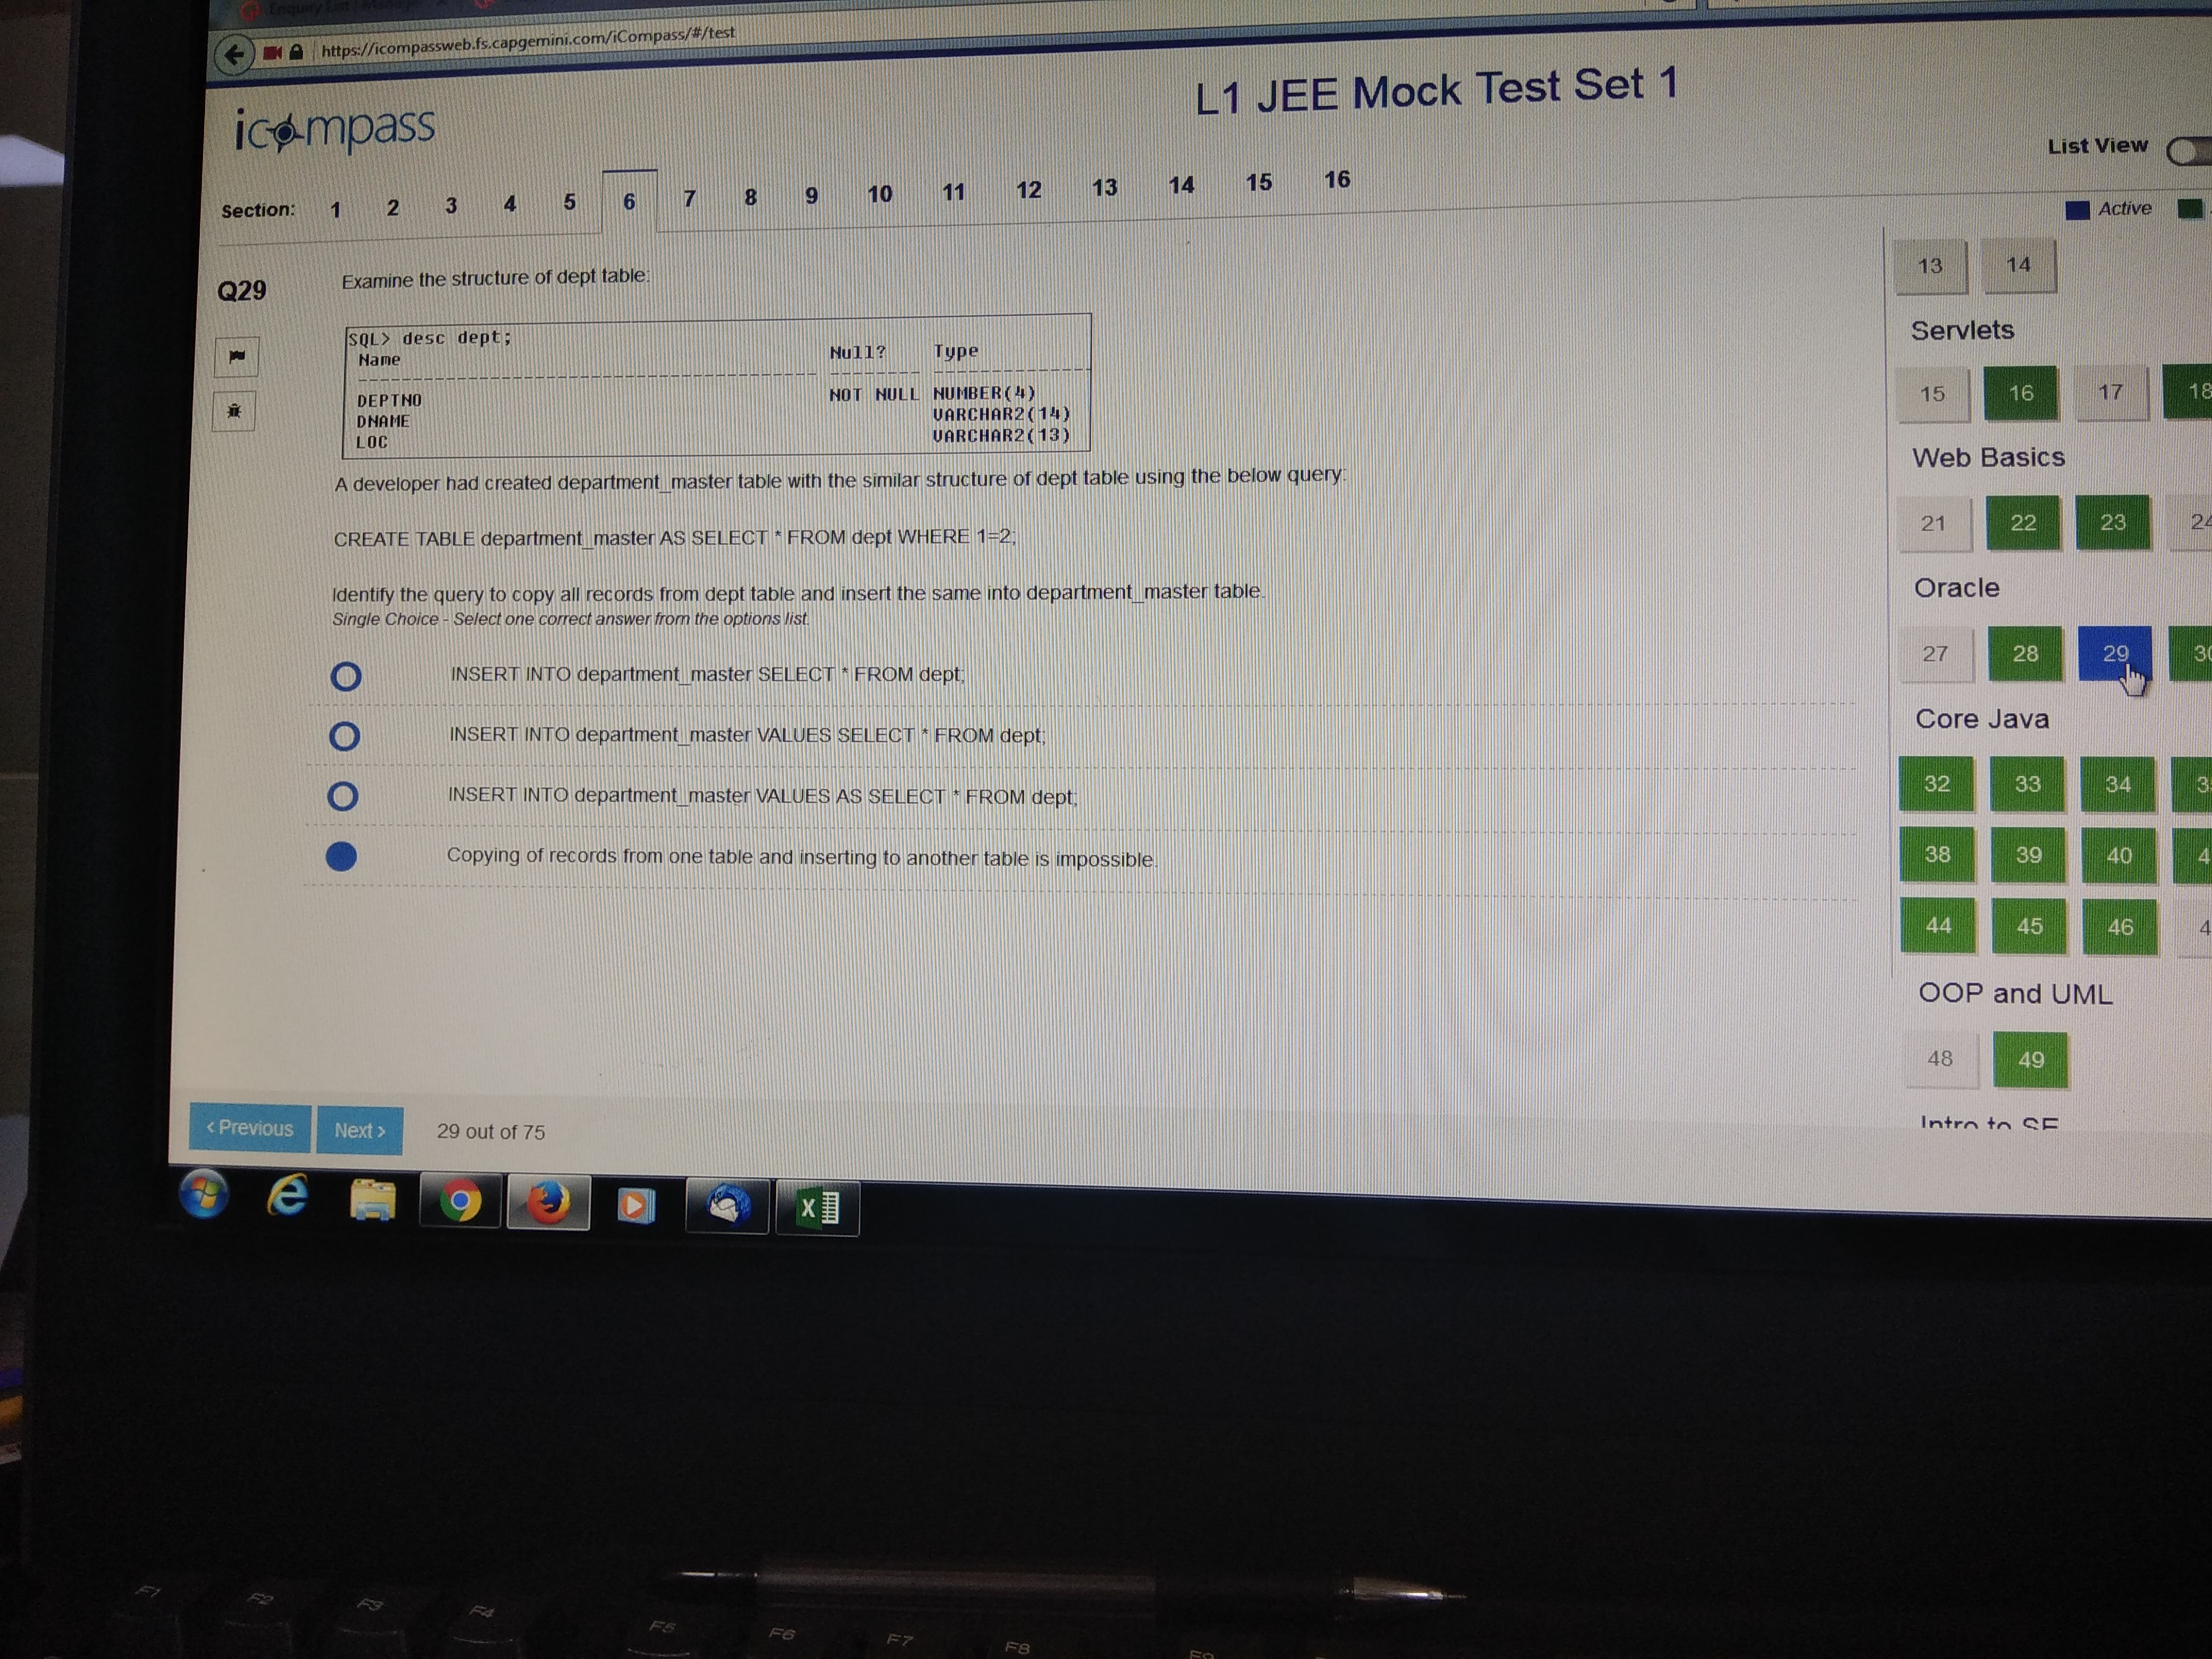 https://icompassweb.fs.capgemini.com/iCompass/#/test
icompass
L1 JEE Mock Test Set 1
List View
Section: 1 2 3 4 5 6 7 8 9 10 11 12 13 14 15 16
Active
Q29
Examine the structure of dept table:
SQL> desc dept;
Name Null? Type
DEPTNO NOT NULL NUMBER(4)
DNAME VARCHAR2(14)
LOC VARCHAR2(13)
A developer had created department_master table with the similar structure of dept table using the below query:
CREATE TABLE department_master AS SELECT * FROM dept WHERE 1=2;
Identify the query to copy all records from dept table and insert the same into department_master table.
Single Choice - Select one correct answer from the options list.
INSERT INTO department_master SELECT * FROM dept;
INSERT INTO department_master VALUES SELECT * FROM dept;
INSERT INTO department_master VALUES AS SELECT * FROM dept;
Copying of records from one table and inserting to another table is impossible.
< Previous Next > 29 out of 75
13 14
Servlets
15 16 17 18
Web Basics
21 22 23 24
Oracle
27 28 29 30
Core Java
32 33 34
38 39 40
44 45 46
OOP and UML
48 49
Intro to SE
F1 F2 F3 F4 F5 F6 F7 F8 F9